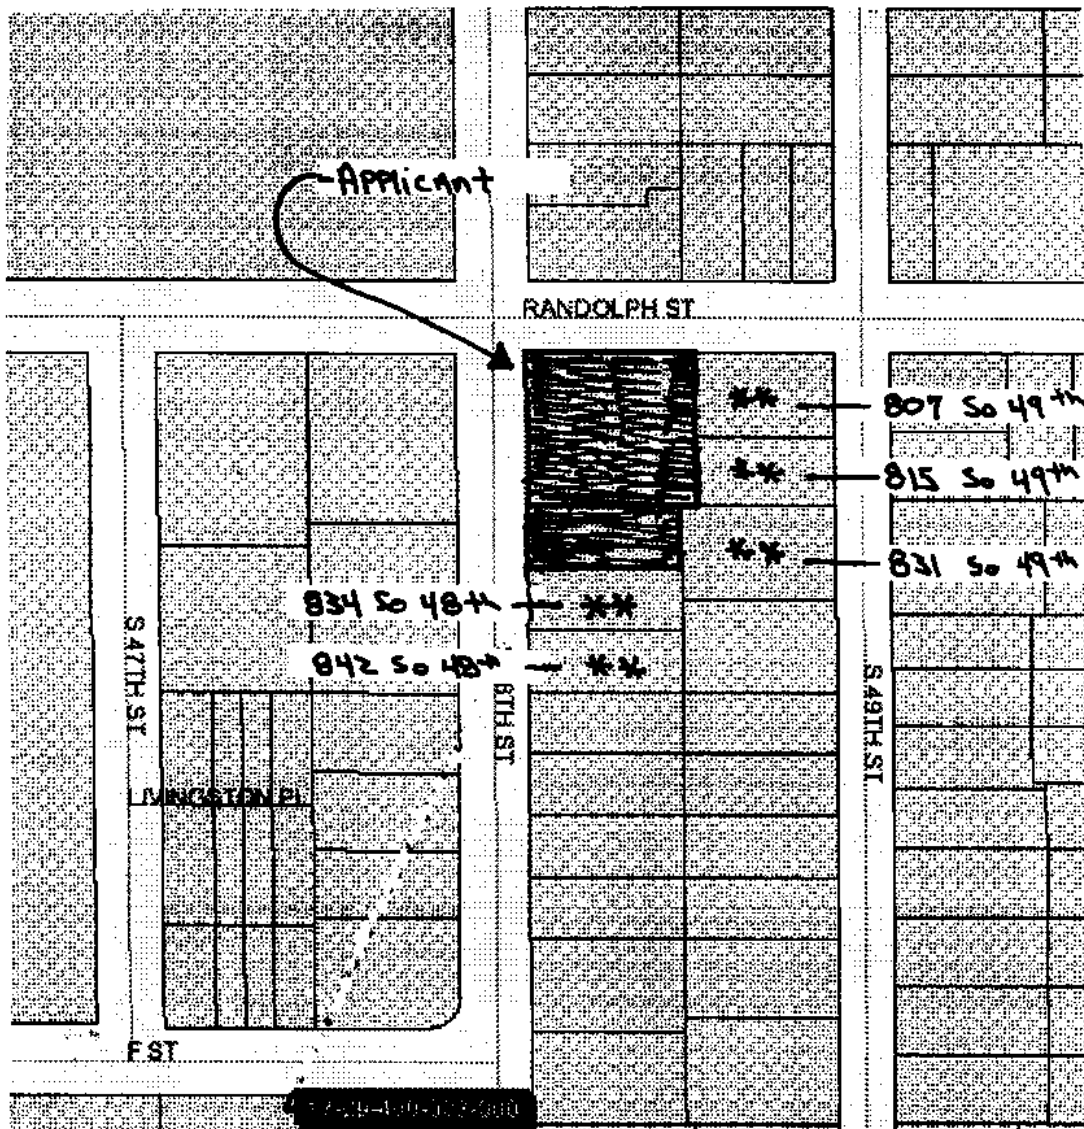 Applicant
RANDOLPH ST
** 807 So 49th
** 815 So 49th
** 831 So 49th
834 So 48th **
842 So 48th **
S 47TH ST
8TH ST
S 49TH ST
LIVINGSTON PL
F ST